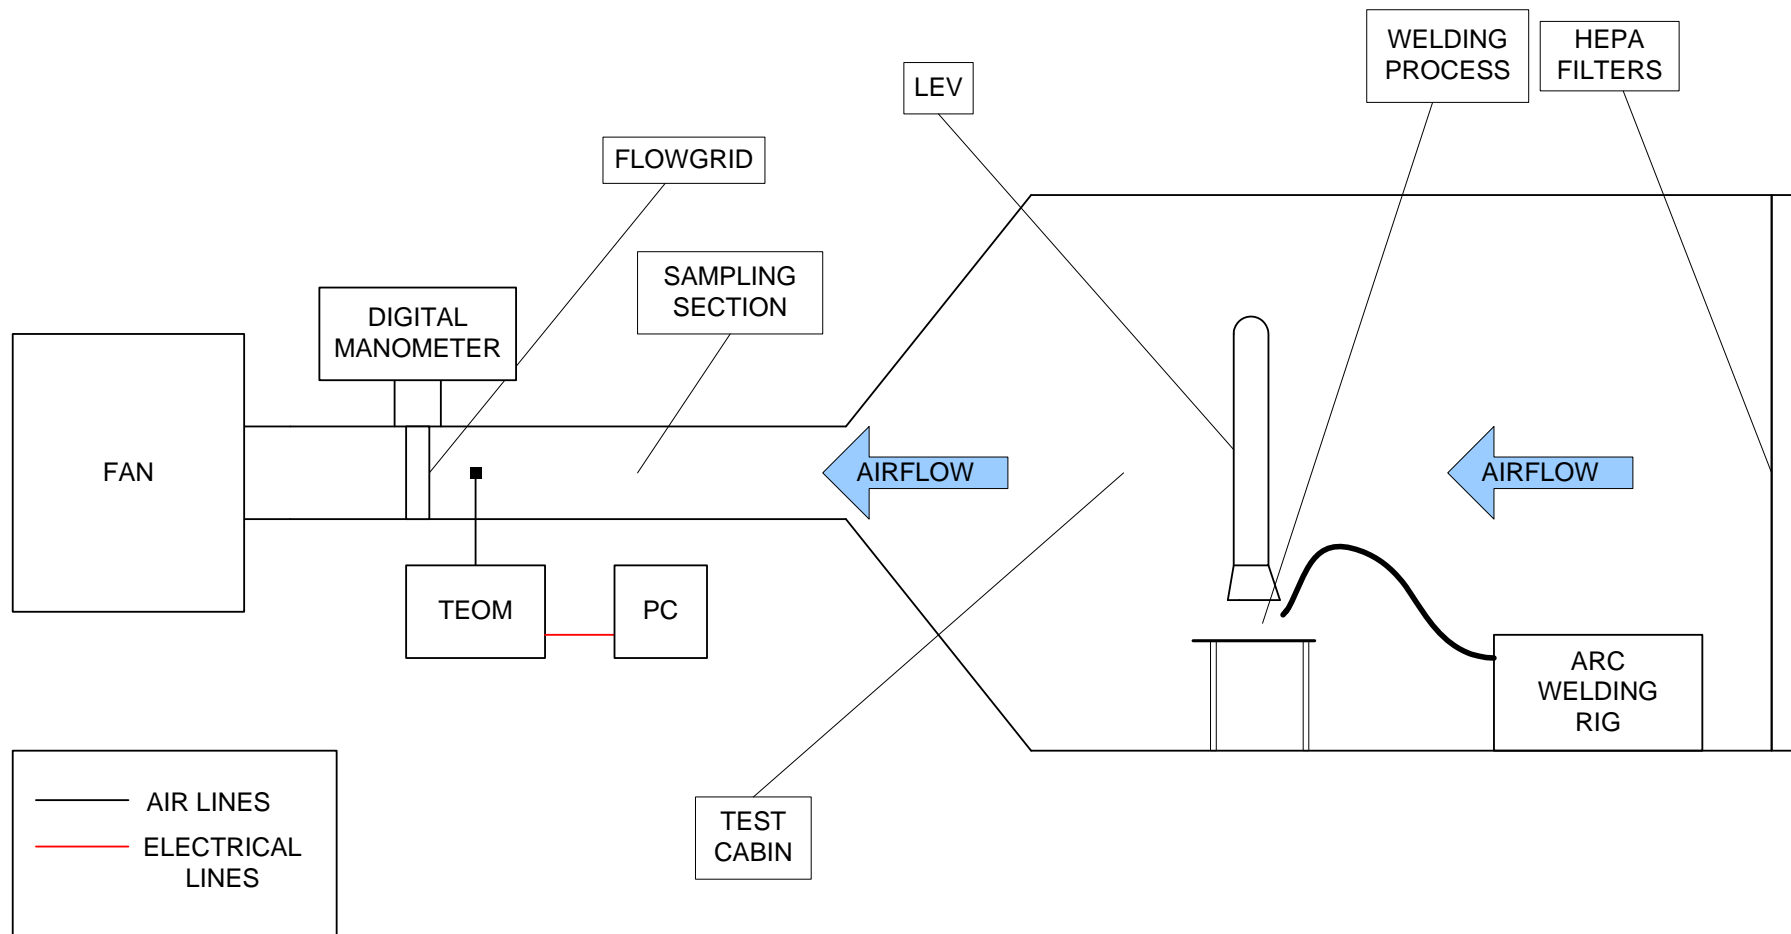 WELDING
PROCESS
HEPA
FILTERS
LEV
FLOWGRID
SAMPLING
SECTION
DIGITAL
MANOMETER
FAN
AIRFLOW
AIRFLOW
TEOM
PC
ARC
WELDING
RIG
AIR LINES
ELECTRICAL
LINES
TEST
CABIN